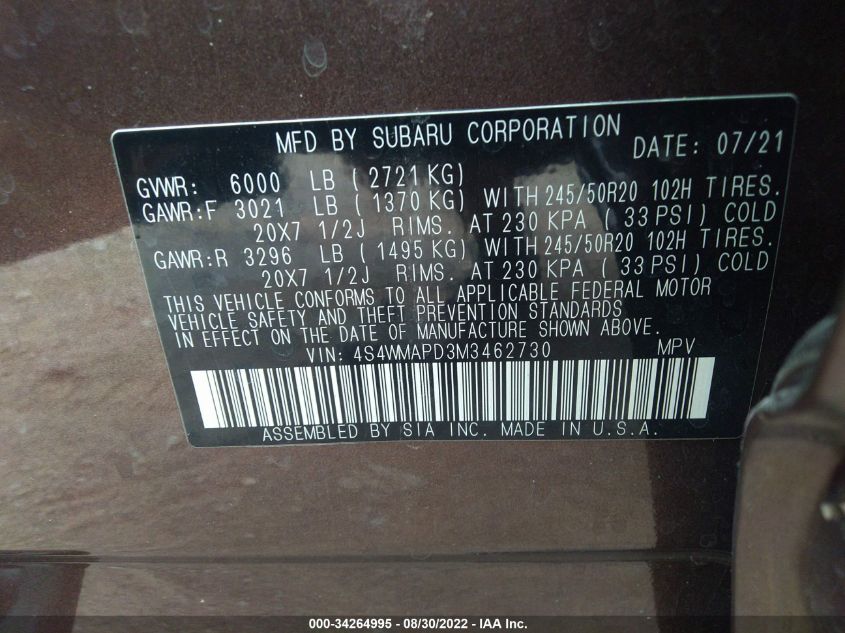 MFD BY SUBARU CORPORATION DATE: 07/21
GVWR: 6000 LB ( 2721 KG)
GAWR:F 3021 LB ( 1370 KG) WITH 245/50R20 102H TIRES.
20X7 1/2J RIMS. AT 230 KPA ( 33 PSI) COLD
GAWR:R 3296 LB ( 1495 KG) WITH 245/50R20 102H TIRES.
20X7 1/2J RIMS. AT 230 KPA ( 33 PSI) COLD
THIS VEHICLE CONFORMS TO ALL APPLICABLE FEDERAL MOTOR
VEHICLE SAFETY AND THEFT PREVENTION STANDARDS
IN EFFECT ON THE DATE OF MANUFACTURE SHOWN ABOVE.
VIN: 4S4WMAPD3M3462730 MPV
ASSEMBLED BY SIA INC. MADE IN U.S.A.
000-34264995 - 08/30/2022 - IAA Inc.